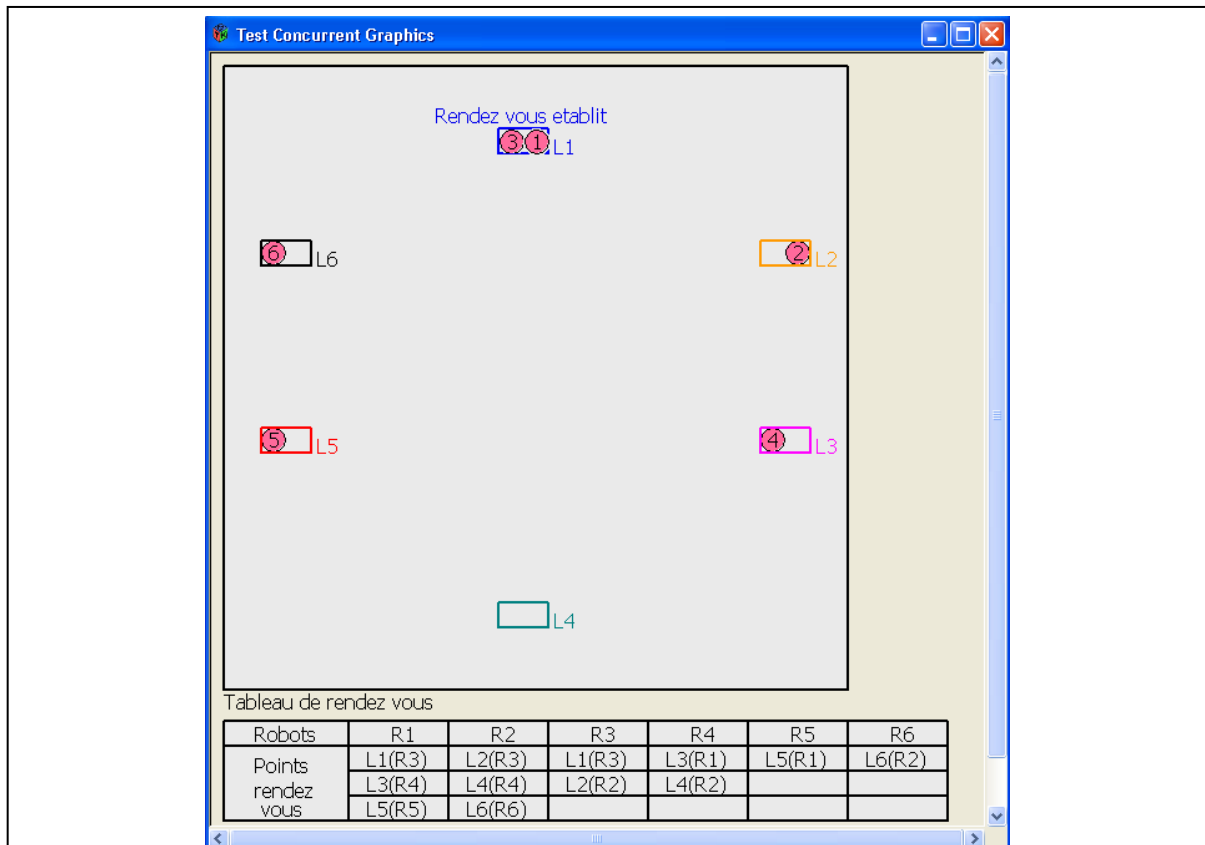 Test Concurrent Graphics
Rendez vous etablit
3 1 L1
6 L6
2 L2
5 L5
4 L3
L4
Tableau de rendez vous
Robots R1 R2 R3 R4 R5 R6
Points rendez vous
L1(R3) L2(R3) L1(R3) L3(R1) L5(R1) L6(R2)
L3(R4) L4(R4) L2(R2) L4(R2)
L5(R5) L6(R6)